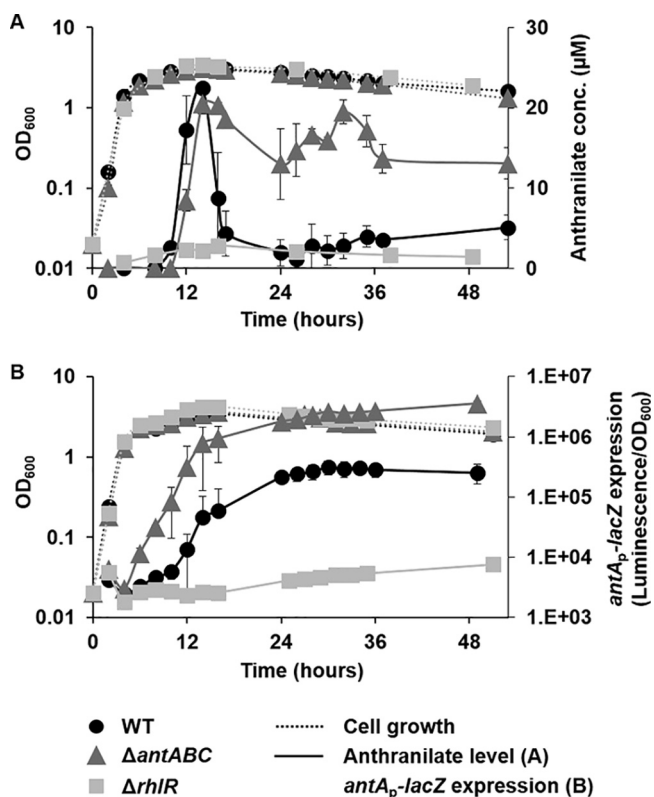 A
OD600
10
1
0.1
0.01
30
20
10
0
Anthranilate conc. (µM)
0 12 24 36 48
Time (hours)
B
OD600
10
1
0.1
0.01
1.E+07
1.E+06
1.E+05
1.E+04
1.E+03
antAp-lacZ expression
(Luminescence/OD600)
0 12 24 36 48
Time (hours)
WT
ΔantABC
ΔrhlR
Cell growth
Anthranilate level (A)
antAp-lacZ expression (B)